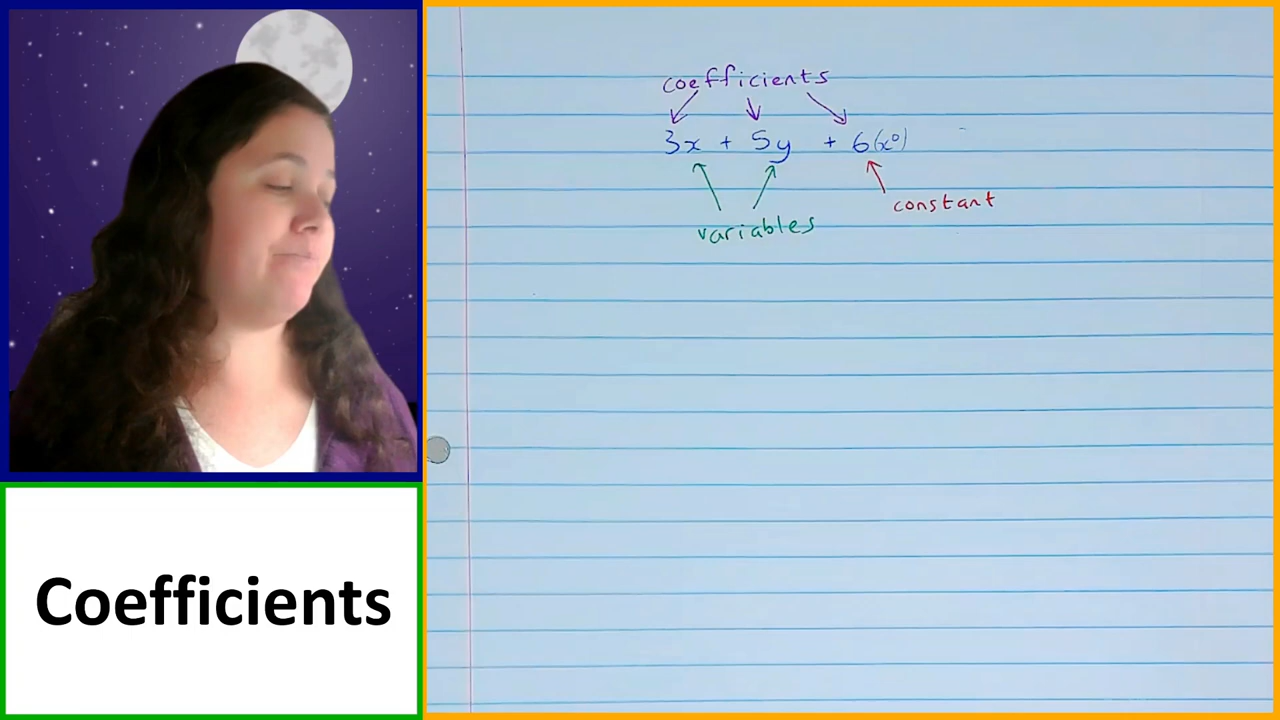 coefficients
3x + 5y + 6(x⁰)
constant
variables
Coefficients